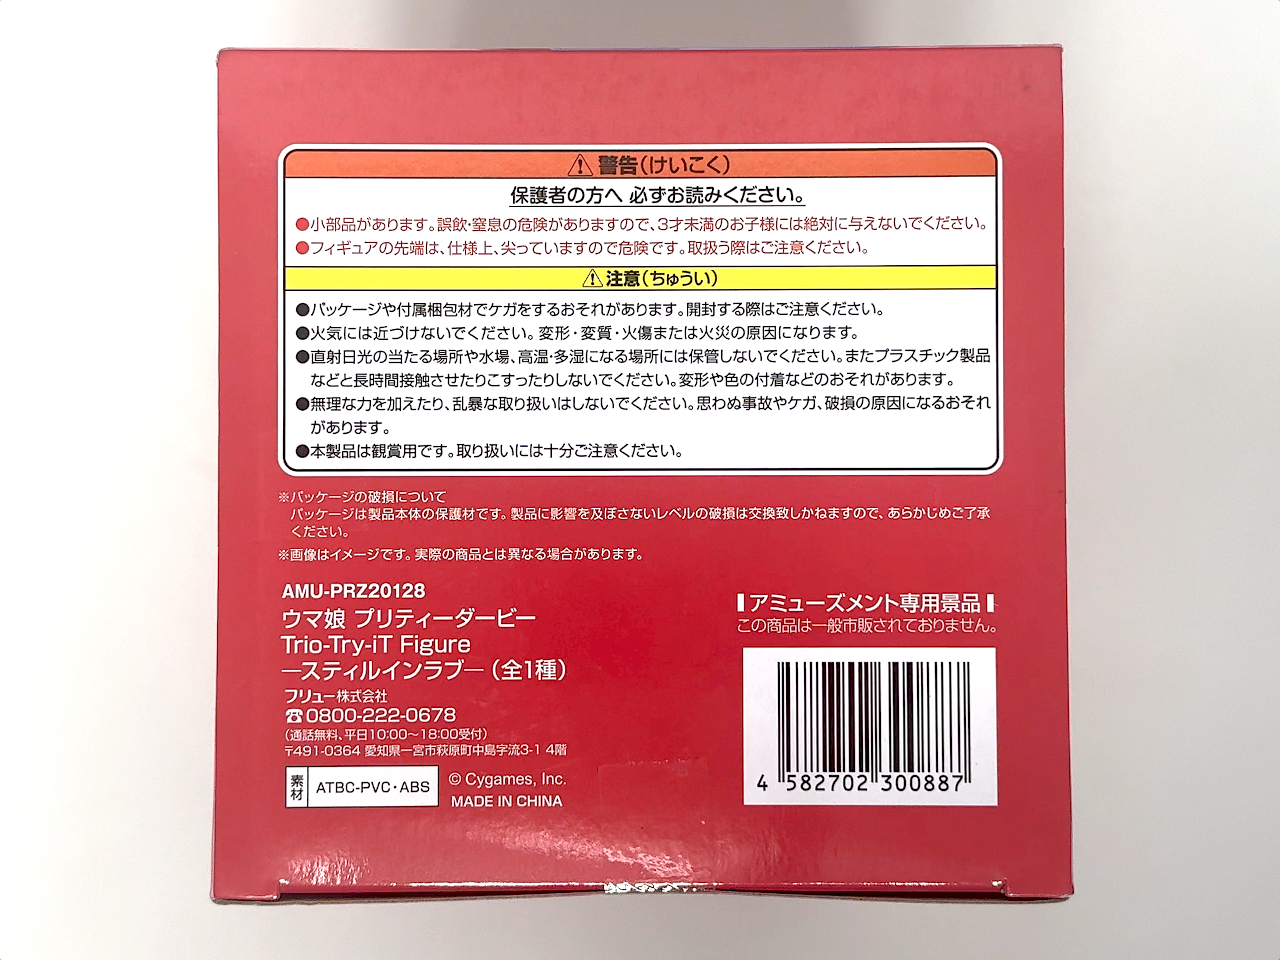 ⚠警告(けいこく)
保護者の方へ 必ずお読みください。
●小部品があります。誤飲・窒息の危険がありますので、3才未満のお子様には絶対に与えないでください。
●フィギュアの先端は、仕様上、尖っていますので危険です。取扱う際はご注意ください。
⚠注意(ちゅうい)
●パッケージや付属梱包材でケガをするおそれがあります。開封する際はご注意ください。
●火気には近づけないでください。変形・変質・火傷または火災の原因になります。
●直射日光の当たる場所や水場、高温・多湿になる場所には保管しないでください。またプラスチック製品
などと長時間接触させたりこすったりしないでください。変形や色の付着などのおそれがあります。
●無理な力を加えたり、乱暴な取り扱いはしないでください。思わぬ事故やケガ、破損の原因になるおそれ
があります。
●本製品は観賞用です。取り扱いには十分ご注意ください。
※パッケージの破損について
パッケージは製品本体の保護材です。製品に影響を及ぼさないレベルの破損は交換致しかねますので、あらかじめご了承
ください。
※画像はイメージです。実際の商品とは異なる場合があります。
AMU-PRZ20128
ウマ娘 プリティーダービー
Trio-Try-iT Figure
―スティルインラブ―(全1種)
フリュー株式会社
☎0800-222-0678
(通話無料、平日10:00~18:00受付)
〒491-0364 愛知県一宮市萩原町中島字流3-1 4階
素材 ATBC-PVC・ABS
© Cygames, Inc.
MADE IN CHINA
アミューズメント専用景品
この商品は一般市販されておりません。
4 582702 300887